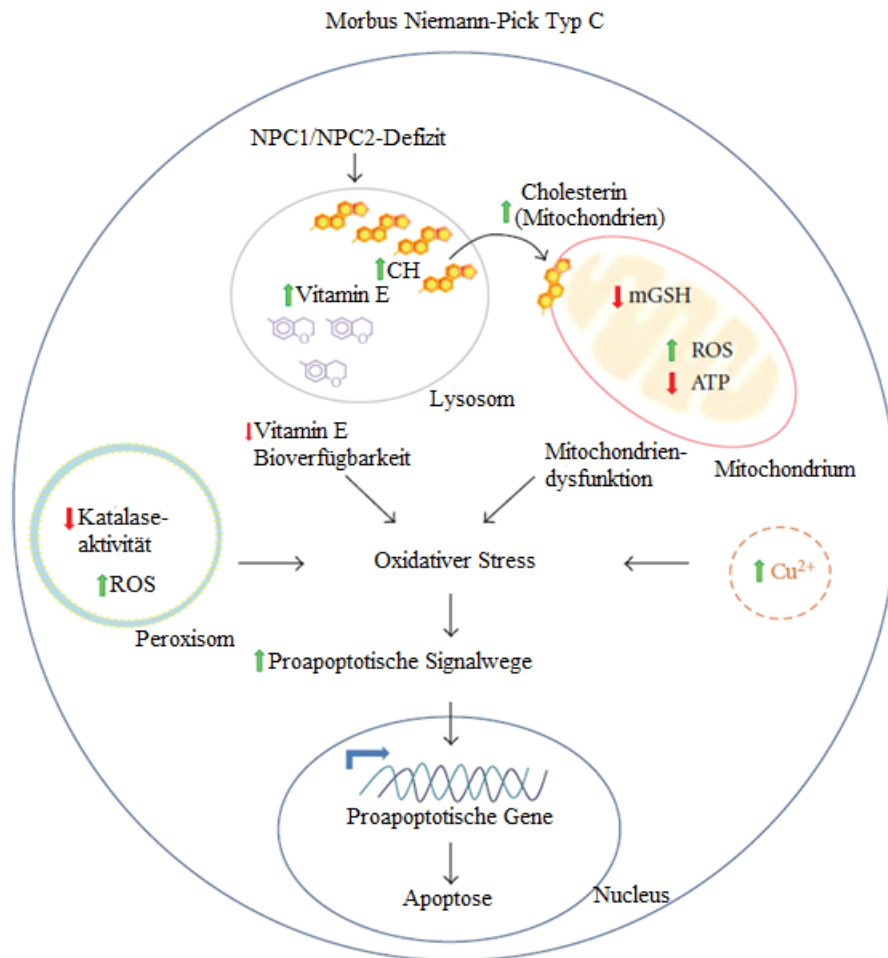 Morbus Niemann-Pick Typ C
NPC1/NPC2-Defizit
Cholesterin
(Mitochondrien)
CH
Vitamin E
mGSH
ROS
ATP
Lysosom
Mitochondrium
Vitamin E
Bioverfügbarkeit
Mitochondrien-
dysfunktion
Katalase-
aktivität
ROS
Peroxisom
Oxidativer Stress
Cu²⁺
Proapoptotische Signalwege
Proapoptotische Gene
Apoptose
Nucleus